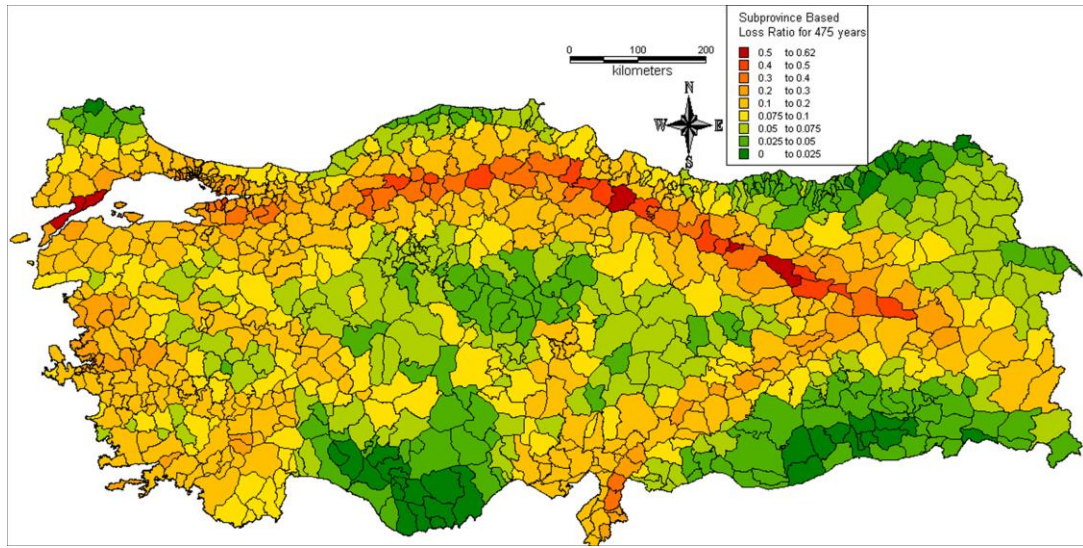 Subprovince Based
Loss Ratio for 475 years
0.5 to 0.62
0.4 to 0.5
0.3 to 0.4
0.2 to 0.3
0.1 to 0.2
0.075 to 0.1
0.05 to 0.075
0.025 to 0.05
0 to 0.025
0 100 200
kilometers
N
W E
S